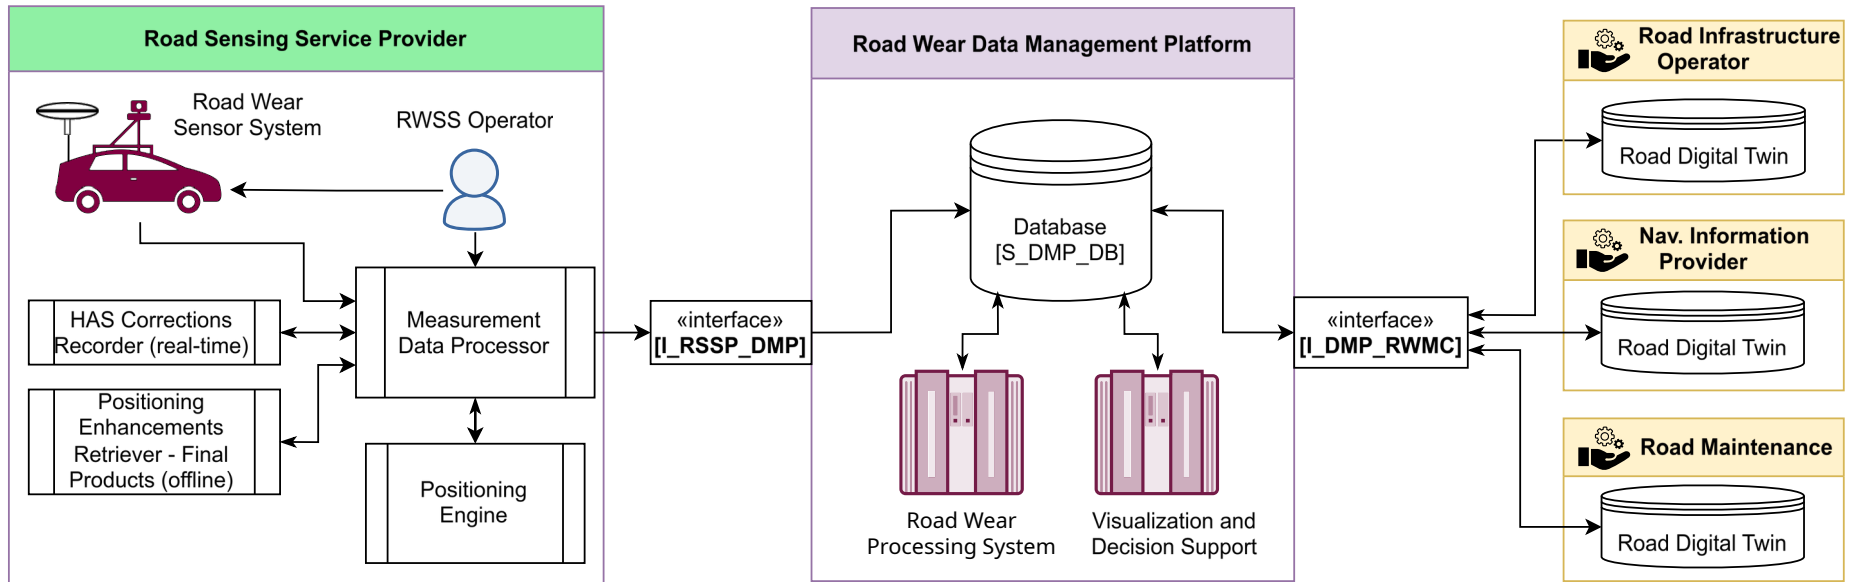 Road Sensing Service Provider
Road Wear
Sensor System
RWSS Operator
HAS Corrections
Recorder (real-time)
Positioning
Enhancements
Retriever - Final
Products (offline)
Measurement
Data Processor
Positioning
Engine
«interface»
[I_RSSP_DMP]
Road Wear Data Management Platform
Database
[S_DMP_DB]
Road Wear
Processing System
Visualization and
Decision Support
«interface»
[I_DMP_RWMC]
Road Infrastructure
Operator
Road Digital Twin
Nav. Information
Provider
Road Digital Twin
Road Maintenance
Road Digital Twin